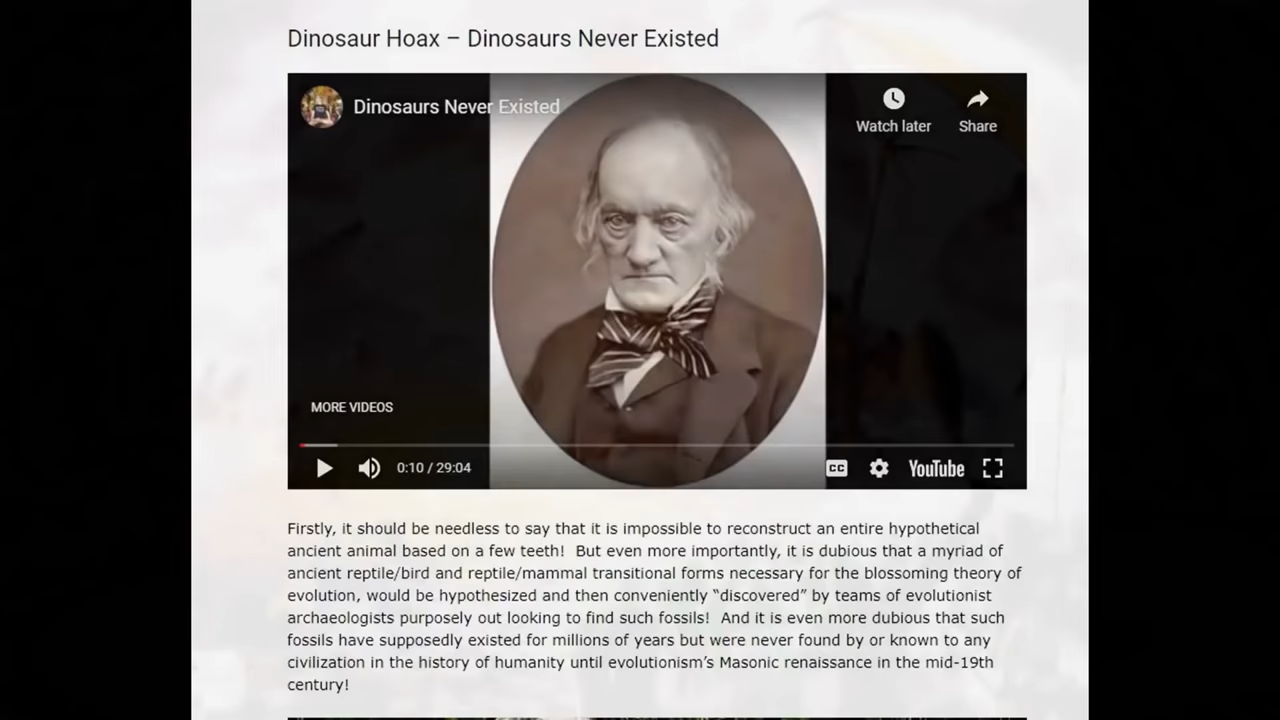 Dinosaur Hoax – Dinosaurs Never Existed
Dinosaurs Never Existed
Watch later
Share
MORE VIDEOS
0:10 / 29:04
CC
YouTube
Firstly, it should be needless to say that it is impossible to reconstruct an entire hypothetical
ancient animal based on a few teeth!  But even more importantly, it is dubious that a myriad of
ancient reptile/bird and reptile/mammal transitional forms necessary for the blossoming theory of
evolution, would be hypothesized and then conveniently “discovered” by teams of evolutionist
archaeologists purposely out looking to find such fossils!  And it is even more dubious that such
fossils have supposedly existed for millions of years but were never found by or known to any
civilization in the history of humanity until evolutionism’s Masonic renaissance in the mid-19th
century!